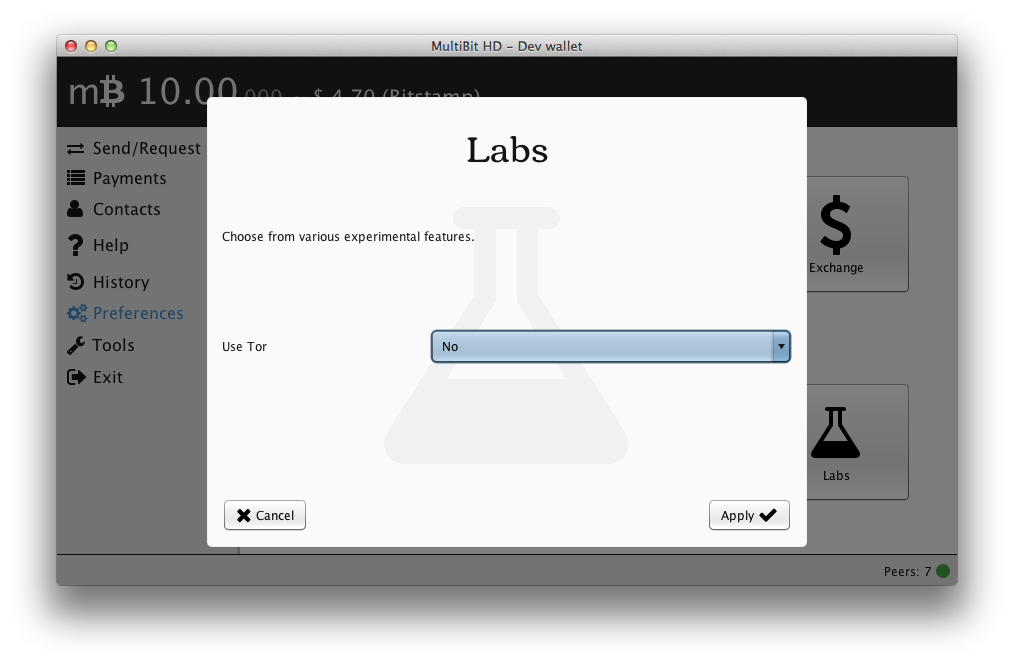 MultiBit HD – Dev wallet
mɃ 10.00 000 ~ $ 4.70 (Bitstamp)
Send/Request
Payments
Contacts
Help
History
Preferences
Tools
Exit
Labs
Choose from various experimental features.
Use Tor
No
Cancel
Apply
Exchange
Labs
Peers: 7